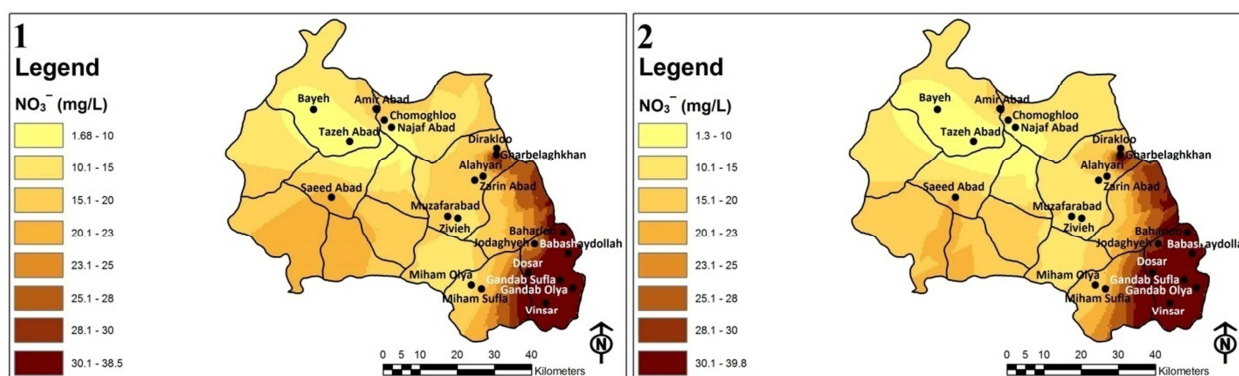 1
Legend
NO₃⁻ (mg/L)
1.68 - 10
10.1 - 15
15.1 - 20
20.1 - 23
23.1 - 25
25.1 - 28
28.1 - 30
30.1 - 38.5
Bayeh
Amir Abad
Chomoghloo
Tazeh Abad
Najaf Abad
Dirakloo
Gharbelaghkhan
Alahyari
Zarin Abad
Saeed Abad
Muzafarabad
Zivieh
Baharloo
Jodaghyeh
Babashaydollah
Dosar
Miham Olya
Gandab Sufla
Gandab Olya
Miham Sufla
Vinsar
0 5 10 20 30 40
Kilometers
N
2
Legend
NO₃⁻ (mg/L)
1.3 - 10
10.1 - 15
15.1 - 20
20.1 - 23
23.1 - 25
25.1 - 28
28.1 - 30
30.1 - 39.8
Bayeh
Amir Abad
Chomoghloo
Tazeh Abad
Najaf Abad
Dirakloo
Gharbelaghkhan
Alahyari
Zarin Abad
Saeed Abad
Muzafarabad
Zivieh
Baharloo
Jodaghyeh
Babashaydollah
Dosar
Miham Olya
Gandab Sufla
Gandab Olya
Miham Sufla
Vinsar
0 5 10 20 30 40
Kilometers
N